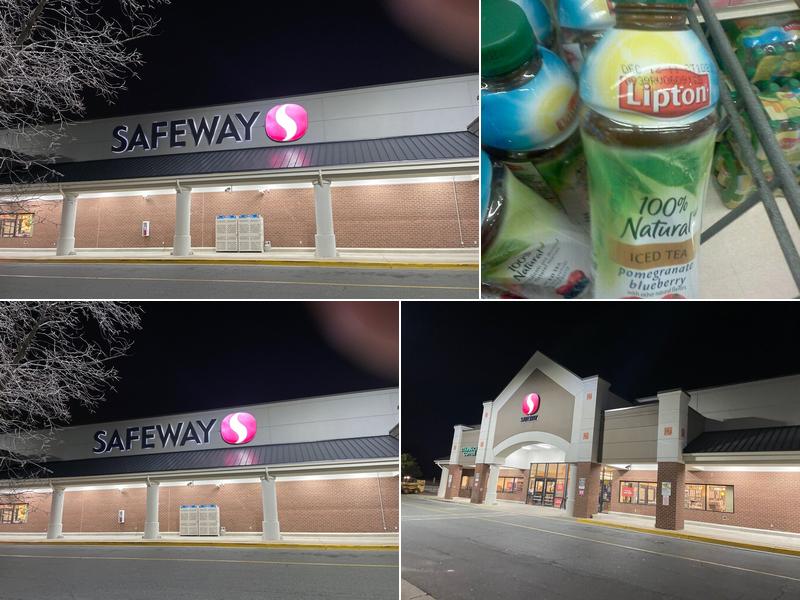 SAFEWAY
Lipton
100%
Natural
ICED TEA
pomegranate
blueberry
100%
Natural
SAFEWAY
SAFEWAY